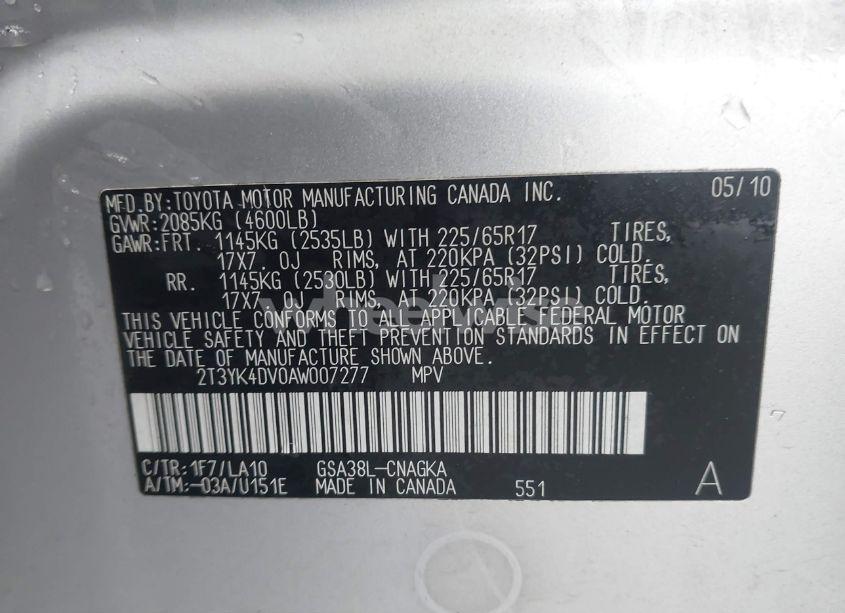 MFD.BY:TOYOTA MOTOR MANUFACTURING CANADA INC. 05/10
GVWR:2085KG (4600LB)
GAWR:FRT. 1145KG (2535LB) WITH 225/65R17 TIRES,
17X7. 0J RIMS, AT 220KPA (32PSI) COLD.
RR. 1145KG (2530LB) WITH 225/65R17 TIRES,
17X7. 0J RIMS, AT 220KPA (32PSI) COLD.
wheelwise
THIS VEHICLE CONFORMS TO ALL APPLICABLE FEDERAL MOTOR
VEHICLE SAFETY AND THEFT PREVENTION STANDARDS IN EFFECT ON
THE DATE OF MANUFACTURE SHOWN ABOVE.
2T3YK4DV0AW007277 MPV
C/TR:1F7/LA10 GSA38L-CNAGKA
A/TM:-03A/U151E MADE IN CANADA 551 A